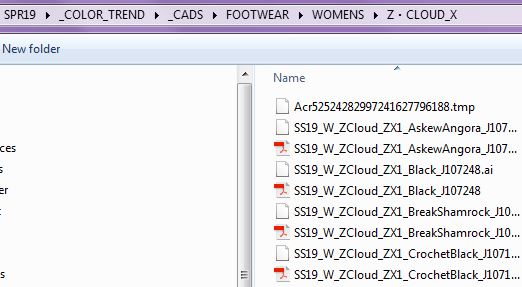 SPR19 ▸ _COLOR_TREND ▸ _CADS ▸ FOOTWEAR ▸ WOMENS ▸ Z · CLOUD_X
New folder
Name
Acr52524282997241627796188.tmp
SS19_W_ZCloud_ZX1_AskewAngora_J107...
ces
SS19_W_ZCloud_ZX1_AskewAngora_J107...
s
SS19_W_ZCloud_ZX1_Black_J107248.ai
er
SS19_W_ZCloud_ZX1_Black_J107248
t
SS19_W_ZCloud_ZX1_BreakShamrock_J10...
SS19_W_ZCloud_ZX1_BreakShamrock_J10...
SS19_W_ZCloud_ZX1_CrochetBlack_J1071...
s
SS19_W_ZCloud_ZX1_CrochetBlack_J1071...